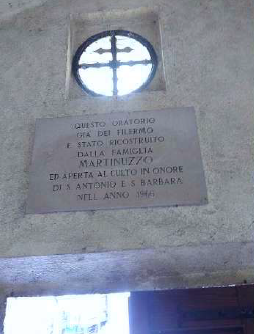 QUESTO ORATORIO
GIA DEI FILERMO
E STATO RICOSTRUITO
DALLA FAMIGLIA
MARTINUZZO
ED APERTA AL CULTO IN ONORE
DI S ANTONIO E S BARBARA
NELL ANNO